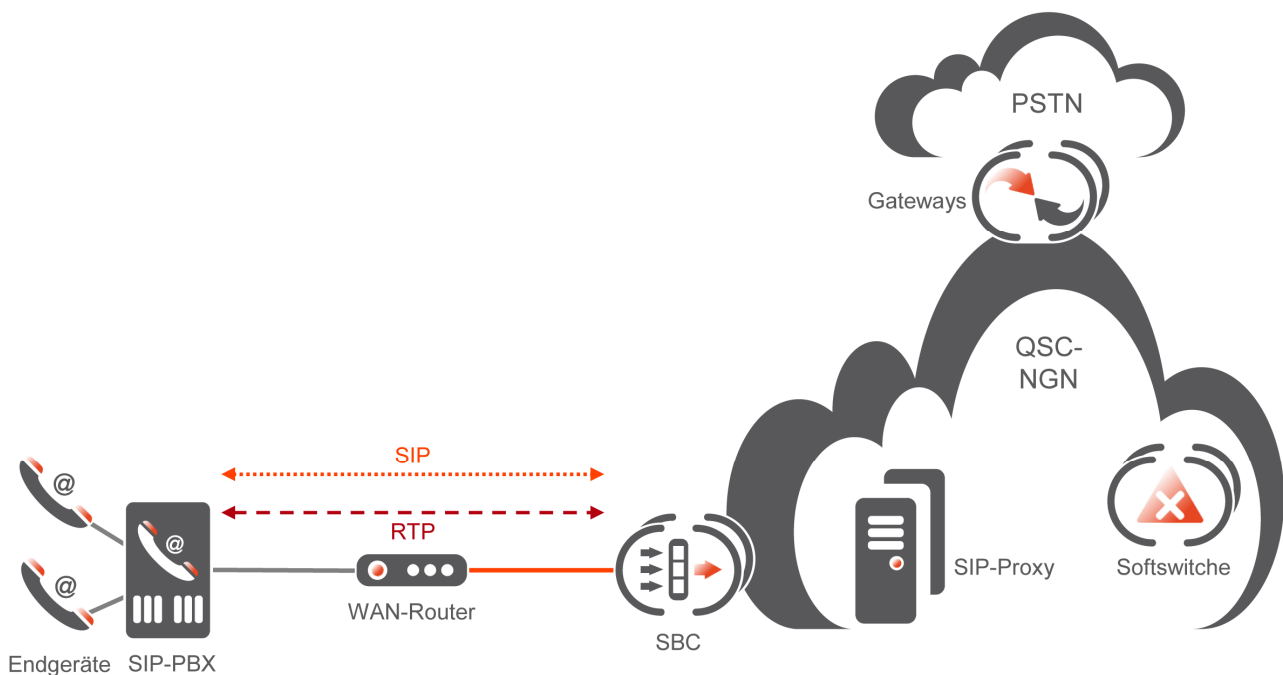 PSTN
Gateways
QSC-
NGN
SIP
@
RTP
@
@
SIP-Proxy
Softswitche
WAN-Router
SBC
Endgeräte
SIP-PBX